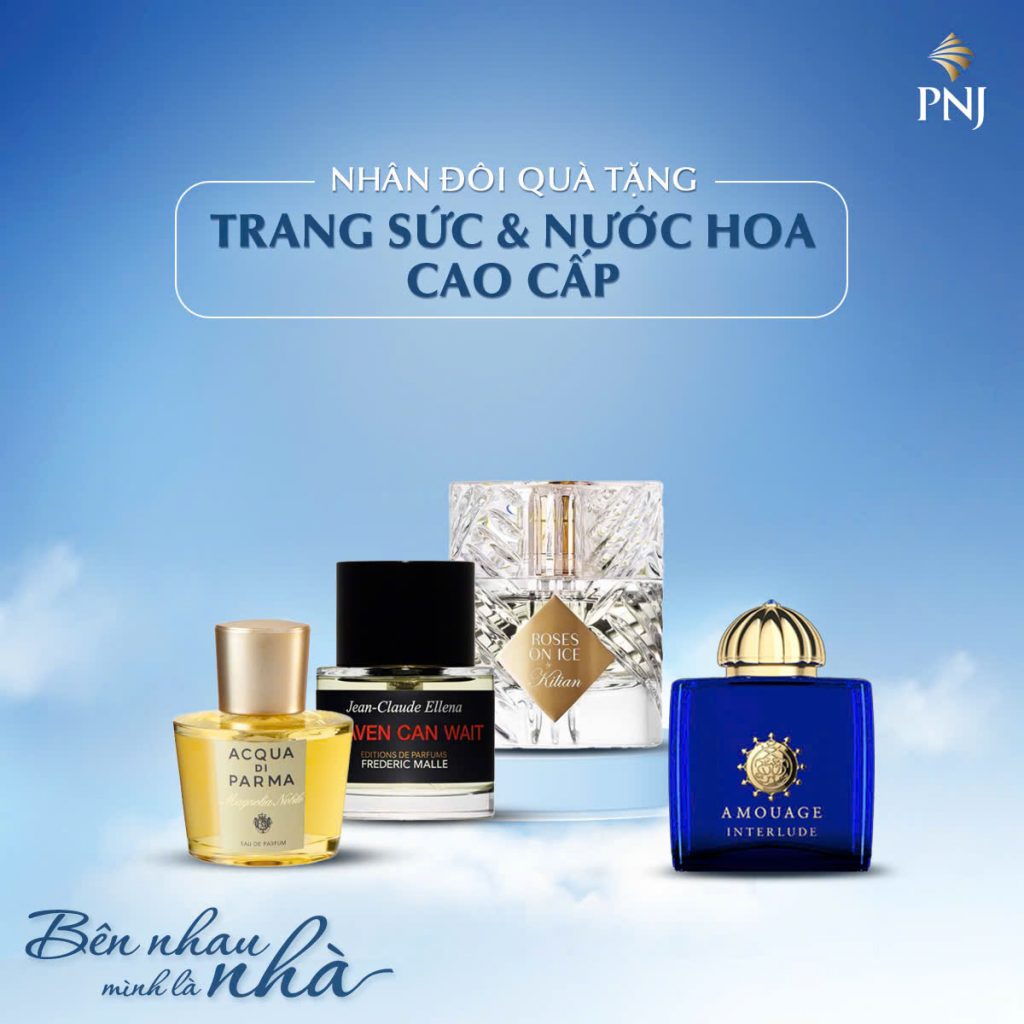 PNJ
NHÂN ĐÔI QUÀ TẶNG
TRANG SỨC & NƯỚC HOA
CAO CẤP
ROSES
ON ICE
by
Kilian
Jean-Claude Ellena
AVEN CAN WAIT
EDITIONS DE PARFUMS
FREDERIC MALLE
ACQUA
DI
PARMA
Magnolia Nobile
EAU DE PARFUM
AMOUAGE
INTERLUDE
Bên nhau
mình là nhà